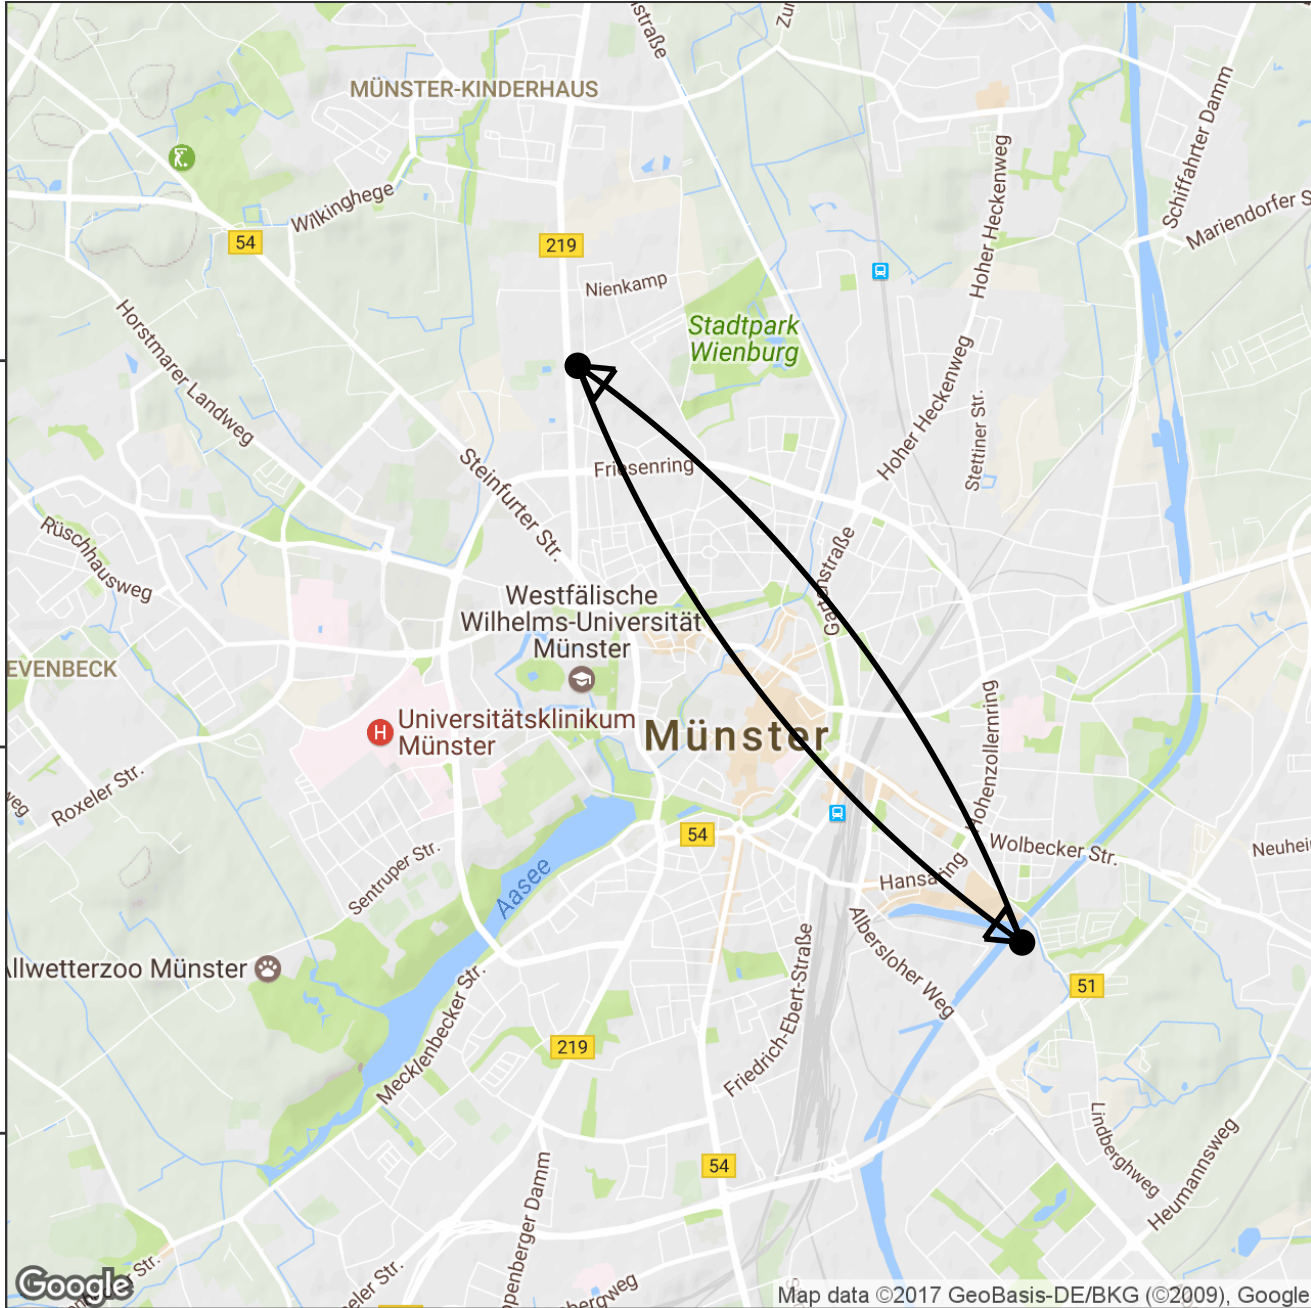 MÜNSTER-KINDERHAUS
Schiffahrter Damm
Hoher Heckenweg
Wilkinghege
Mariendorfer S
54
219
Nienkamp
Stadtpark
Wienburg
Horstmarer Landweg
Hoher Heckenweg
Stettiner Str.
Steinfurter Str.
Friesenring
Rüschhausweg
Gartenstraße
Westfälische
Wilhelms-Universität
Münster
EVENBECK
H
Universitätsklinikum
Münster
Münster
Hohenzollernring
Roxeler Str.
weg
54
Wolbecker Str.
Neuhei
Sentruper Str.
Aasee
Hansaring
Albersloher Weg
Allwetterzoo Münster
51
Friedrich-Ebert-Straße
Mecklenbecker Str.
219
Lindberghweg
Heumannsweg
54
Google
Map data ©2017 GeoBasis-DE/BKG (©2009), Google